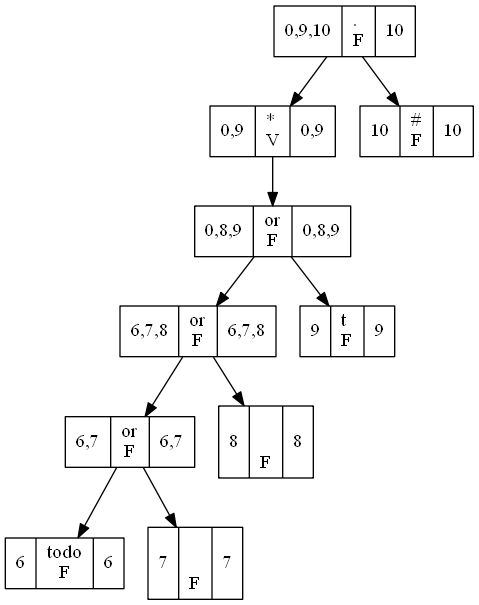 0,9,10 . F 10
0,9 * V 0,9
10 # F 10
0,8,9 or F 0,8,9
6,7,8 or F 6,7,8
9 t F 9
6,7 or F 6,7
8 F 8
6 todo F 6
7 F 7